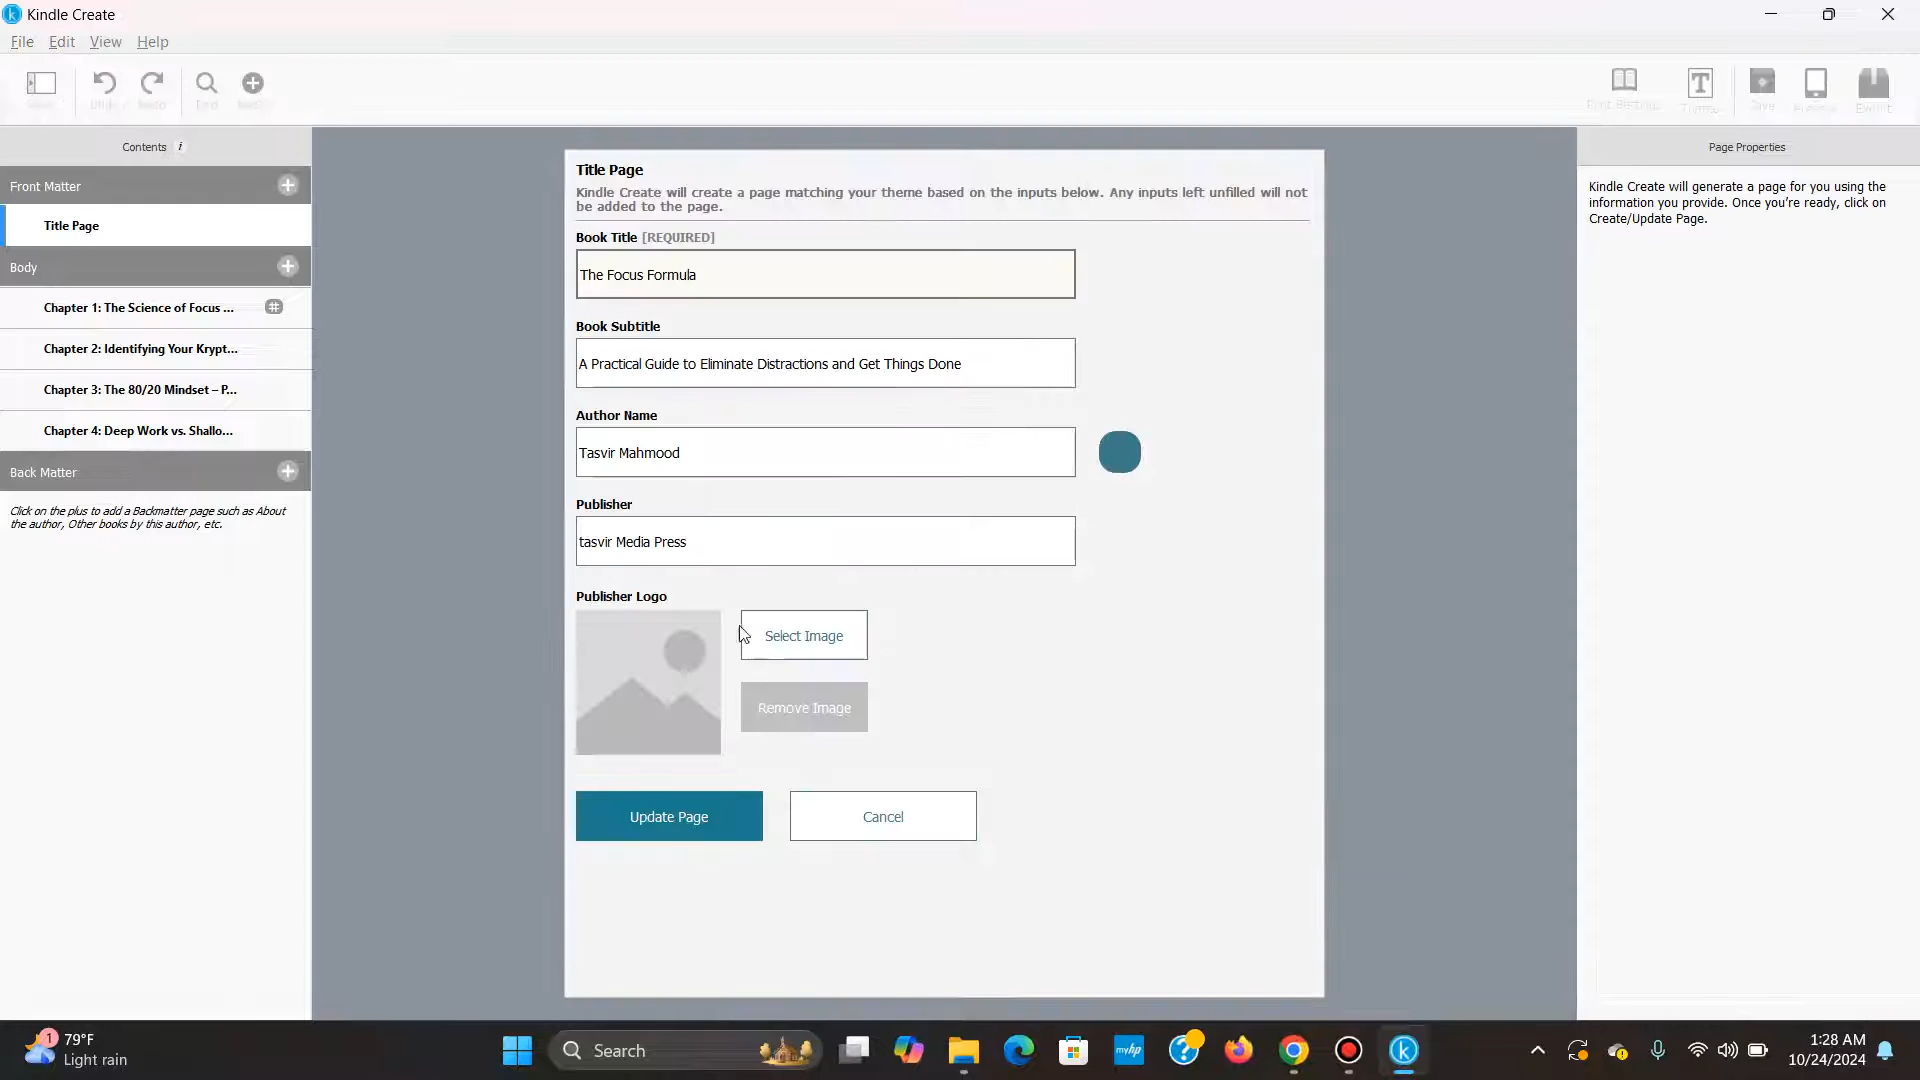 Kindle Create
File Edit View Help
Contents i
Page Properties
Front Matter
Title Page
Body
Chapter 1: The Science of Focus ...
#
Chapter 2: Identifying Your Krypt...
Chapter 3: The 80/20 Mindset – P...
Chapter 4: Deep Work vs. Shallo...
Back Matter
Click on the plus to add a Backmatter page such as About
the author, Other books by this author, etc.
Title Page
Kindle Create will create a page matching your theme based on the inputs below. Any inputs left unfilled will not
be added to the page.
Book Title [REQUIRED]
The Focus Formula
Book Subtitle
A Practical Guide to Eliminate Distractions and Get Things Done
Author Name
Tasvir Mahmood
Publisher
tasvir Media Press
Publisher Logo
Select Image
Remove Image
Update Page
Cancel
Kindle Create will generate a page for you using the
information you provide. Once you're ready, click on
Create/Update Page.
1
79°F
Light rain
Search
myhp
1:28 AM
10/24/2024